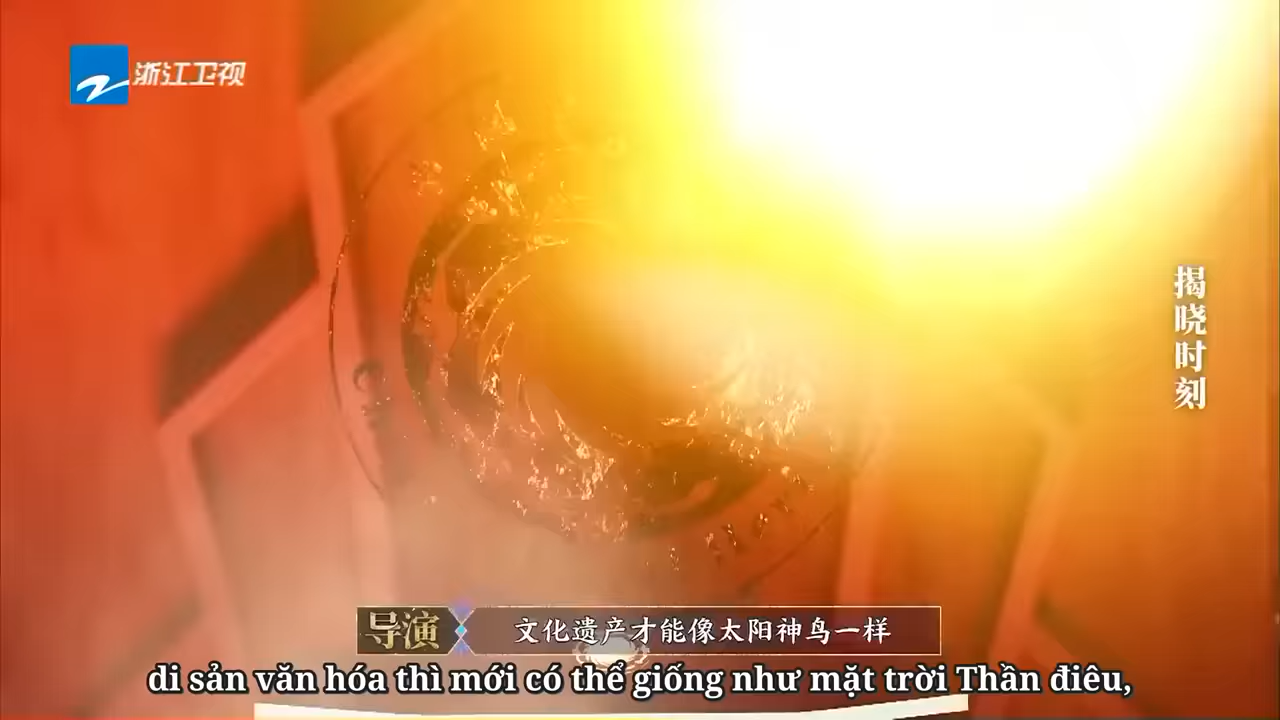 浙江卫视
揭晓时刻
导演
文化遗产才能像太阳神鸟一样
di sản văn hóa thì mới có thể giống như mặt trời Thần điêu,